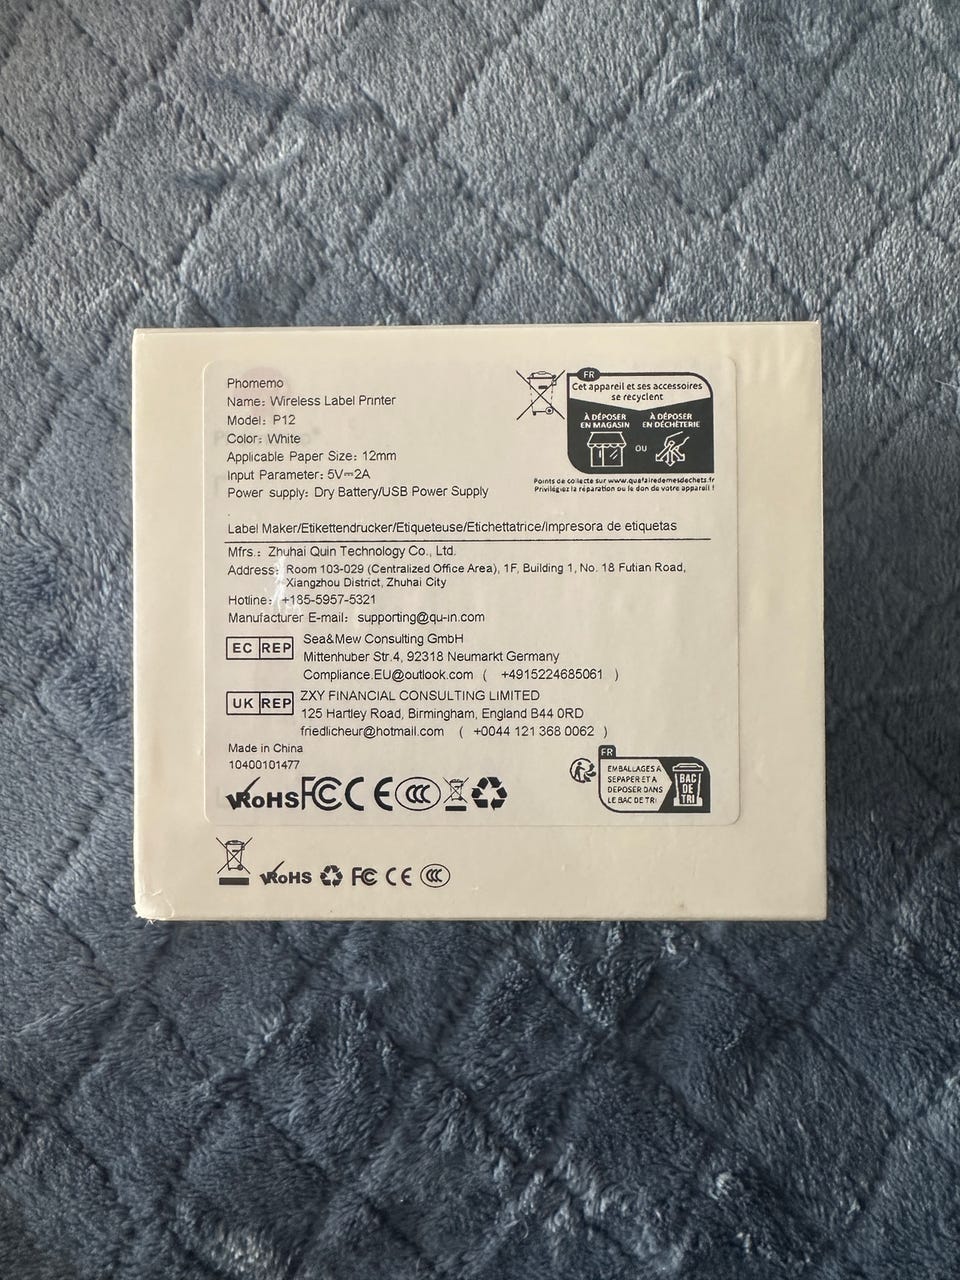 Phomemo
Name: Wireless Label Printer
Model: P12
Color: White
Applicable Paper Size: 12mm
Input Parameter: 5V⎓2A
Power supply: Dry Battery/USB Power Supply
FR
Cet appareil et ses accessoires
se recyclent
À DÉPOSER
EN MAGASIN
OU
À DÉPOSER
EN DÉCHÈTERIE
Points de collecte sur www.quefairedemesdechets.fr
Privilégiez la réparation ou le don de votre appareil !
Label Maker/Etikettendrucker/Etiqueteuse/Etichettatrice/Impresora de etiquetas
Mfrs.: Zhuhai Quin Technology Co., Ltd.
Address: Room 103-029 (Centralized Office Area), 1F, Building 1, No. 18 Futian Road,
Xiangzhou District, Zhuhai City
Hotline: +185-5957-5321
Manufacturer E-mail: supporting@qu-in.com
EC REP
Sea&Mew Consulting GmbH
Mittenhuber Str.4, 92318 Neumarkt Germany
Compliance.EU@outlook.com ( +4915224685061 )
UK REP
ZXY FINANCIAL CONSULTING LIMITED
125 Hartley Road, Birmingham, England B44 0RD
friedlicheur@hotmail.com ( +0044 121 368 0062 )
Made in China
10400101477
RoHS FC CE CCC
FR
EMBALLAGES A
SEPARER ET A
DEPOSER DANS
LE BAC DE TRI
BAC
DE
TRI
RoHS FC CE CCC